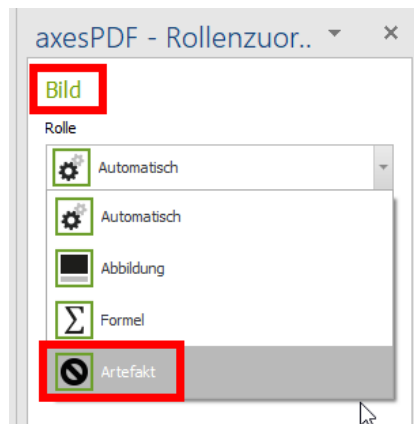 axesPDF - Rollenzuor..
Bild
Rolle
Automatisch
Automatisch
Abbildung
Formel
Artefakt